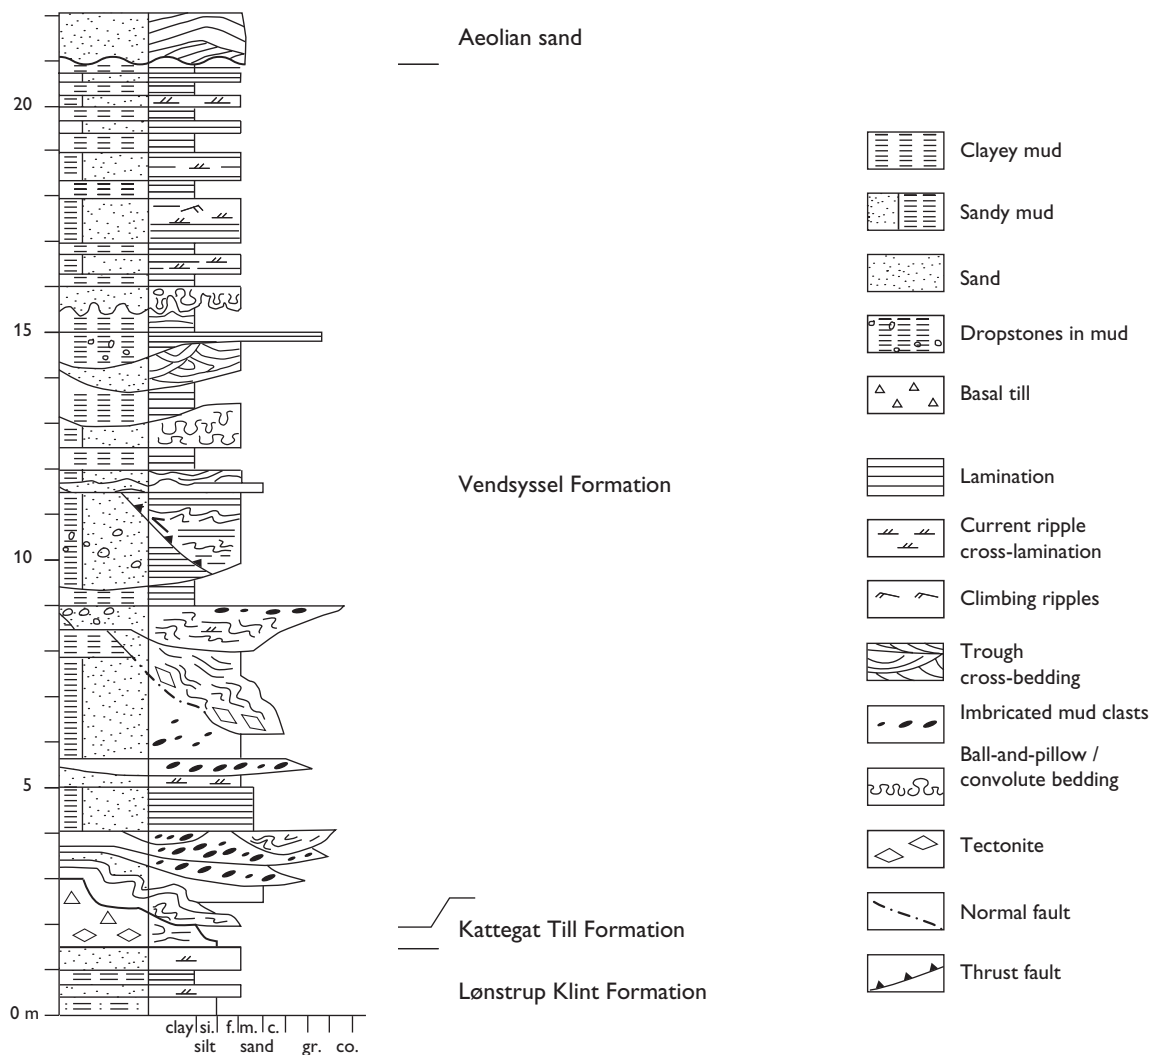 Aeolian sand
20
15
10
5
0 m
Vendsyssel Formation
Kattegat Till Formation
Lønstrup Klint Formation
clay si. f. m. c.
silt sand gr. co.
Clayey mud
Sandy mud
Sand
Dropstones in mud
Basal till
Lamination
Current ripple
cross-lamination
Climbing ripples
Trough
cross-bedding
Imbricated mud clasts
Ball-and-pillow /
convolute bedding
Tectonite
Normal fault
Thrust fault